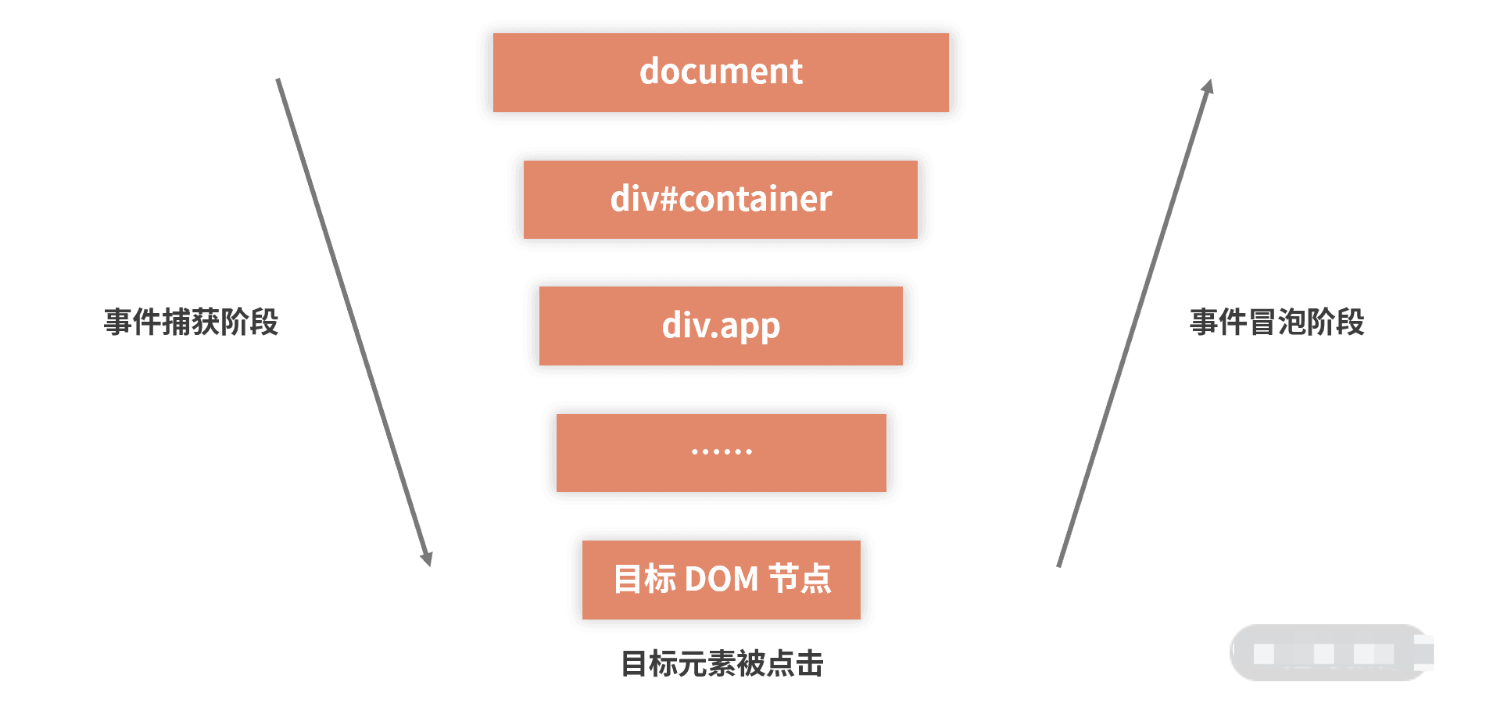 document
div#container
div.app
事件捕获阶段
事件冒泡阶段
……
目标 DOM 节点
目标元素被点击